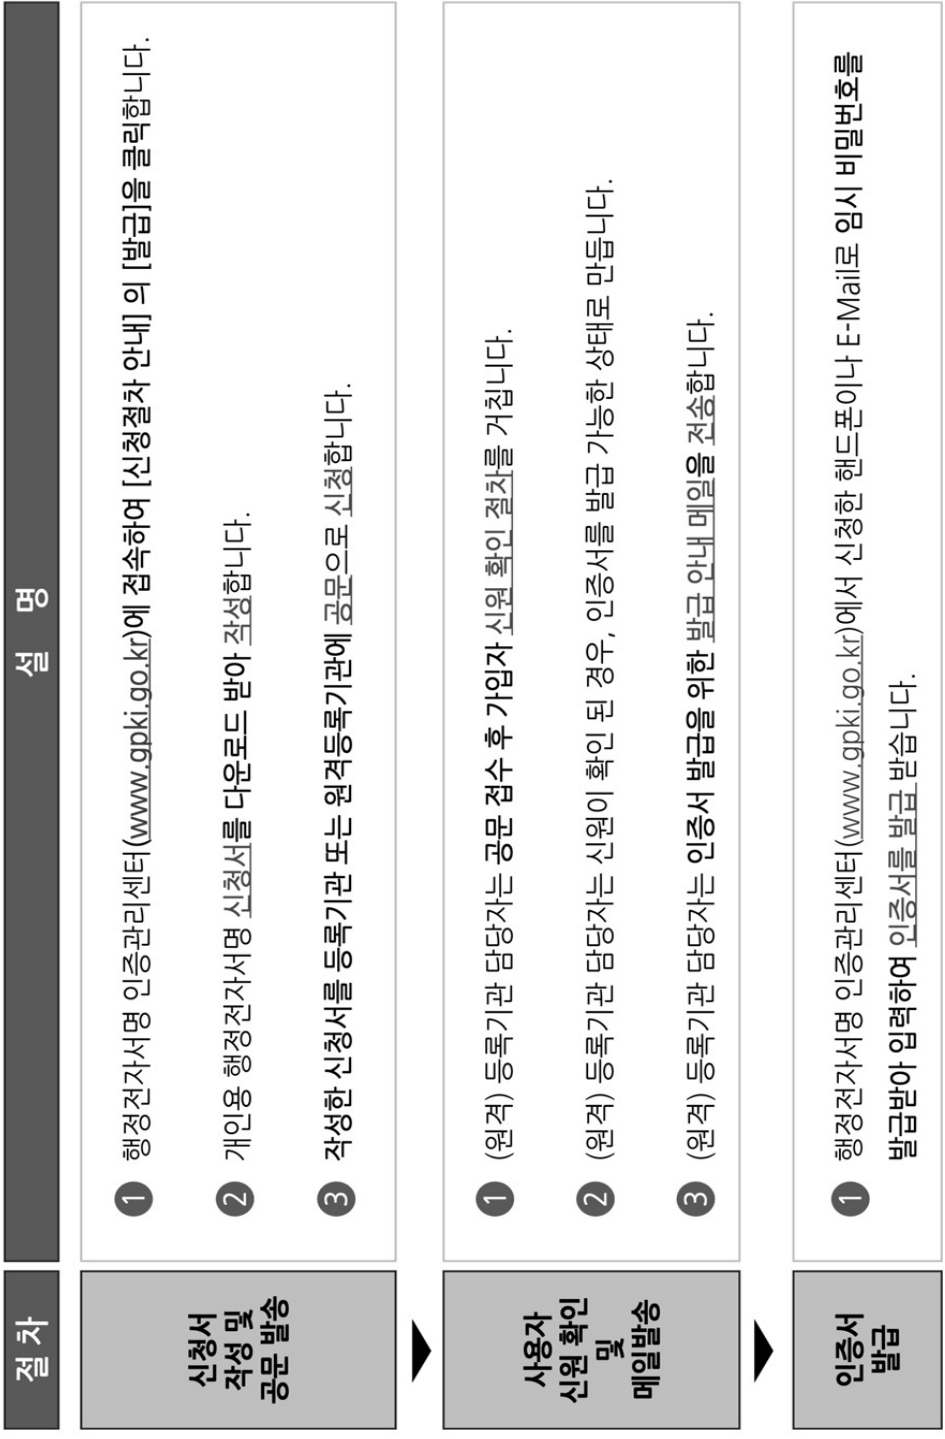 절 차
설 명
신청서
작성 및
공문 발송
❶ 행정전자서명 인증관리센터(www.gpki.go.kr)에 접속하여 [신청절차 안내] 의 [발급]을 클릭합니다.
❷ 개인용 행정전자서명 신청서를 다운로드 받아 작성합니다.
❸ 작성한 신청서를 등록기관 또는 원격등록기관에 공문으로 신청합니다.
사용자
신원 확인
및
메일발송
❶ (원격) 등록기관 담당자는 공문 접수 후 가입자 신원 확인 절차를 거칩니다.
❷ (원격) 등록기관 담당자는 신원이 확인 된 경우, 인증서를 발급 가능한 상태로 만듭니다.
❸ (원격) 등록기관 담당자는 인증서 발급을 위한 발급 안내 메일을 전송합니다.
인증서
발급
❶ 행정전자서명 인증관리센터(www.gpki.go.kr)에서 신청한 핸드폰이나 E-Mail로 임시 비밀번호를
발급받아 입력하여 인증서를 발급 받습니다.